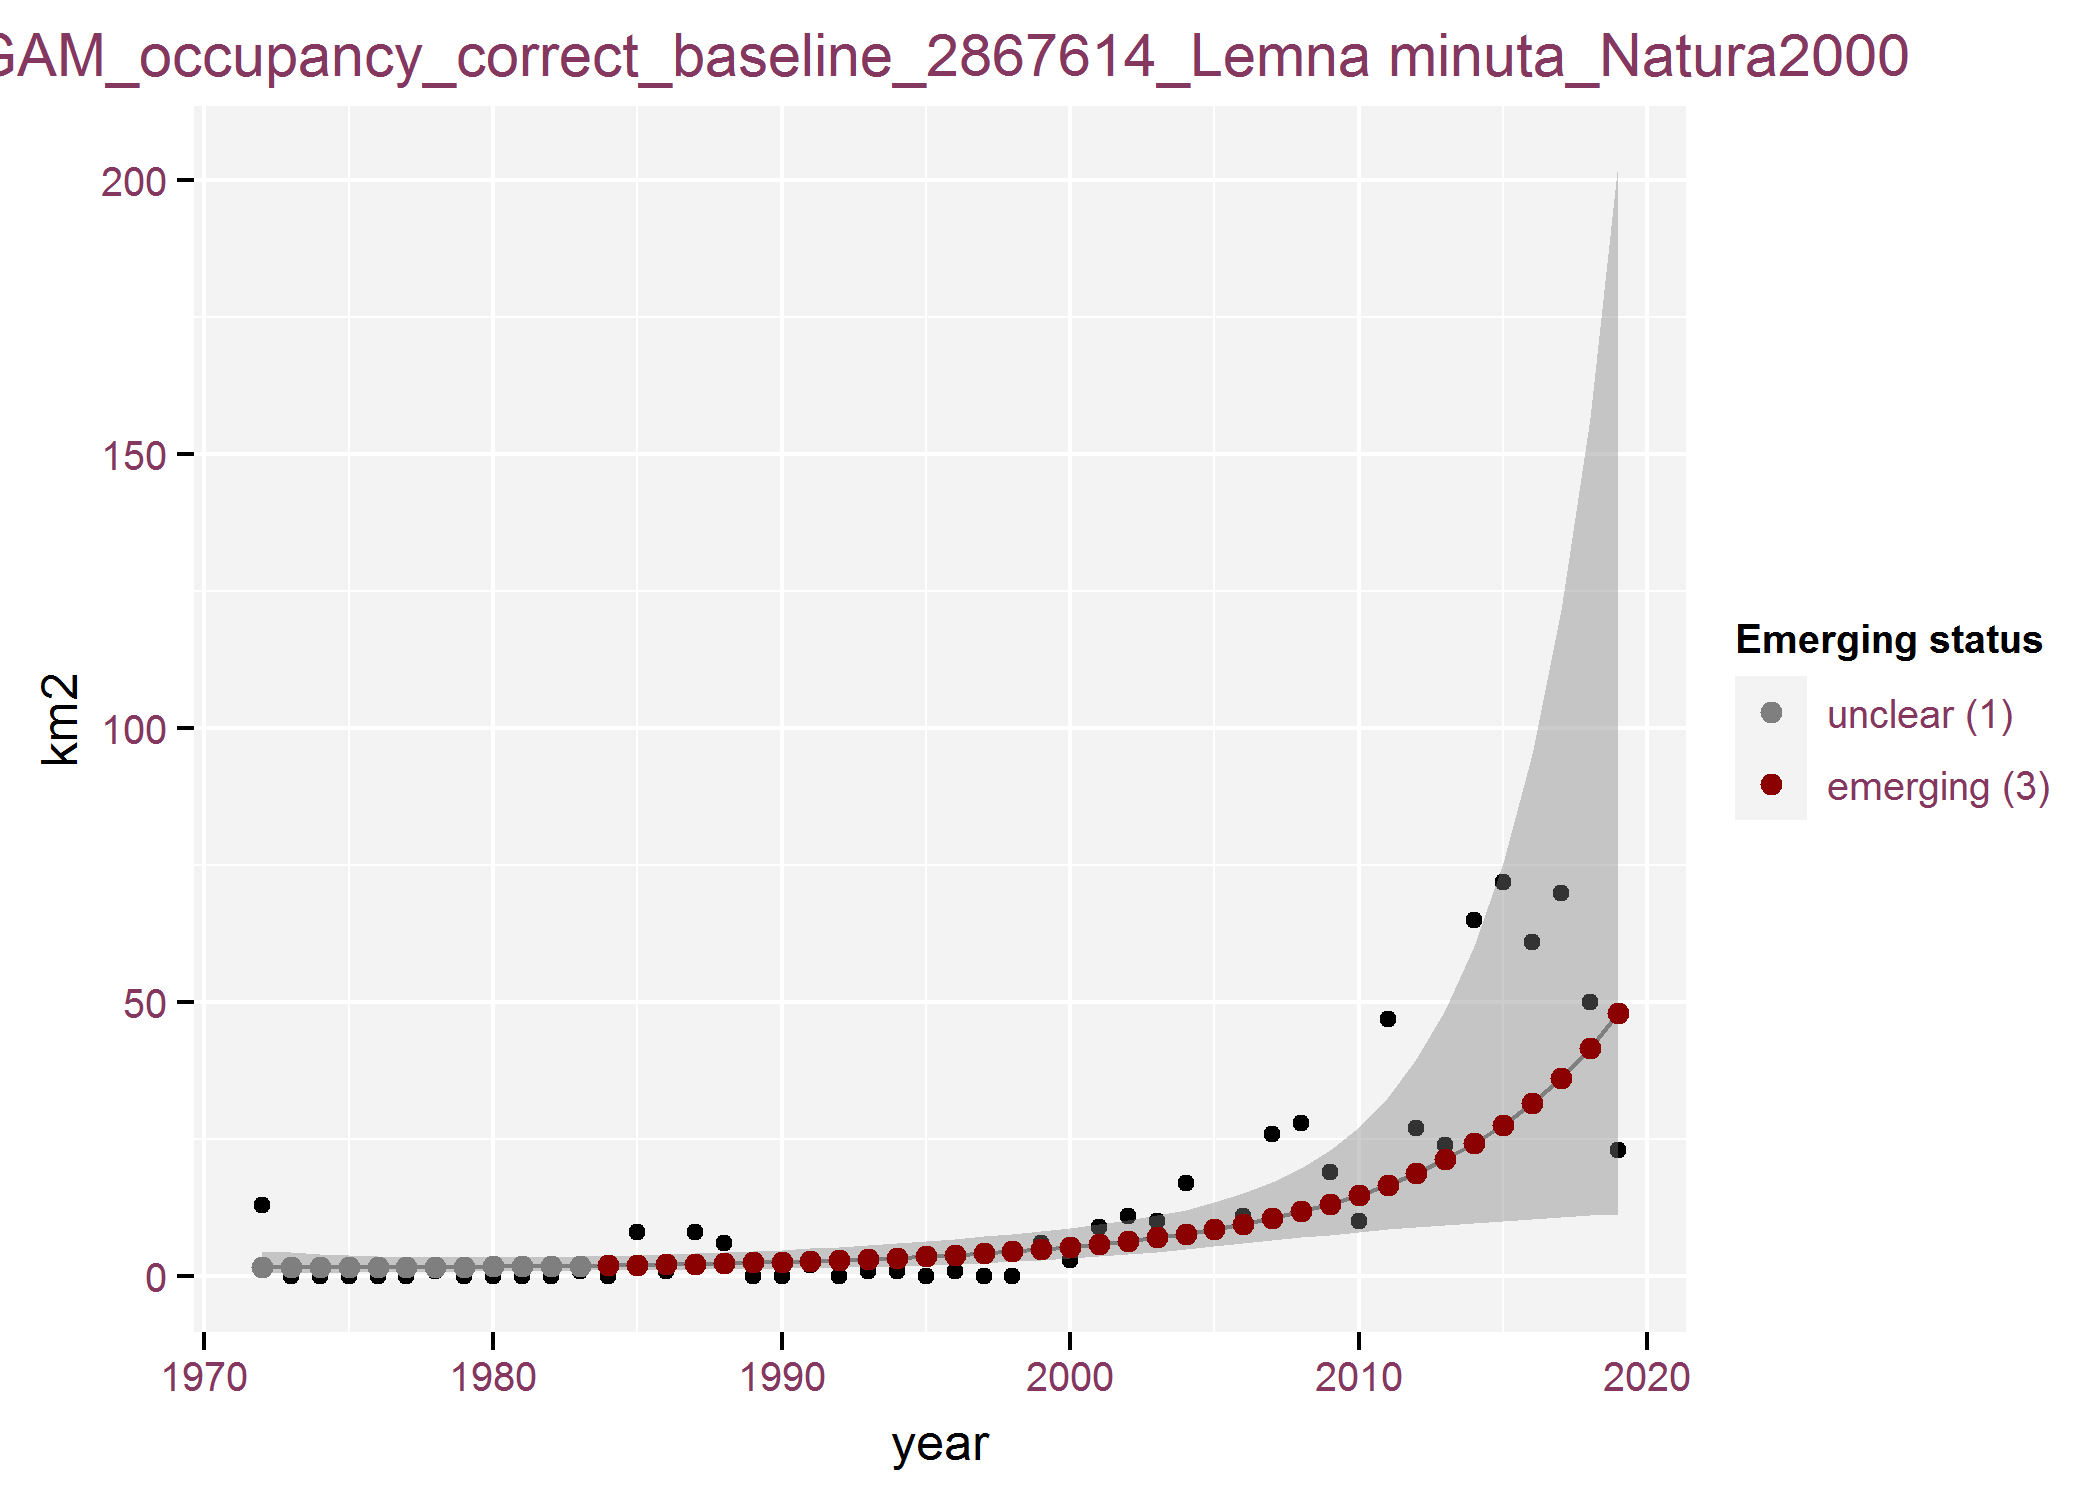 GAM_occupancy_correct_baseline_2867614_Lemna minuta_Natura2000
200
150
100
50
0
km2
1970 1980 1990 2000 2010 2020
year
Emerging status
unclear (1)
emerging (3)